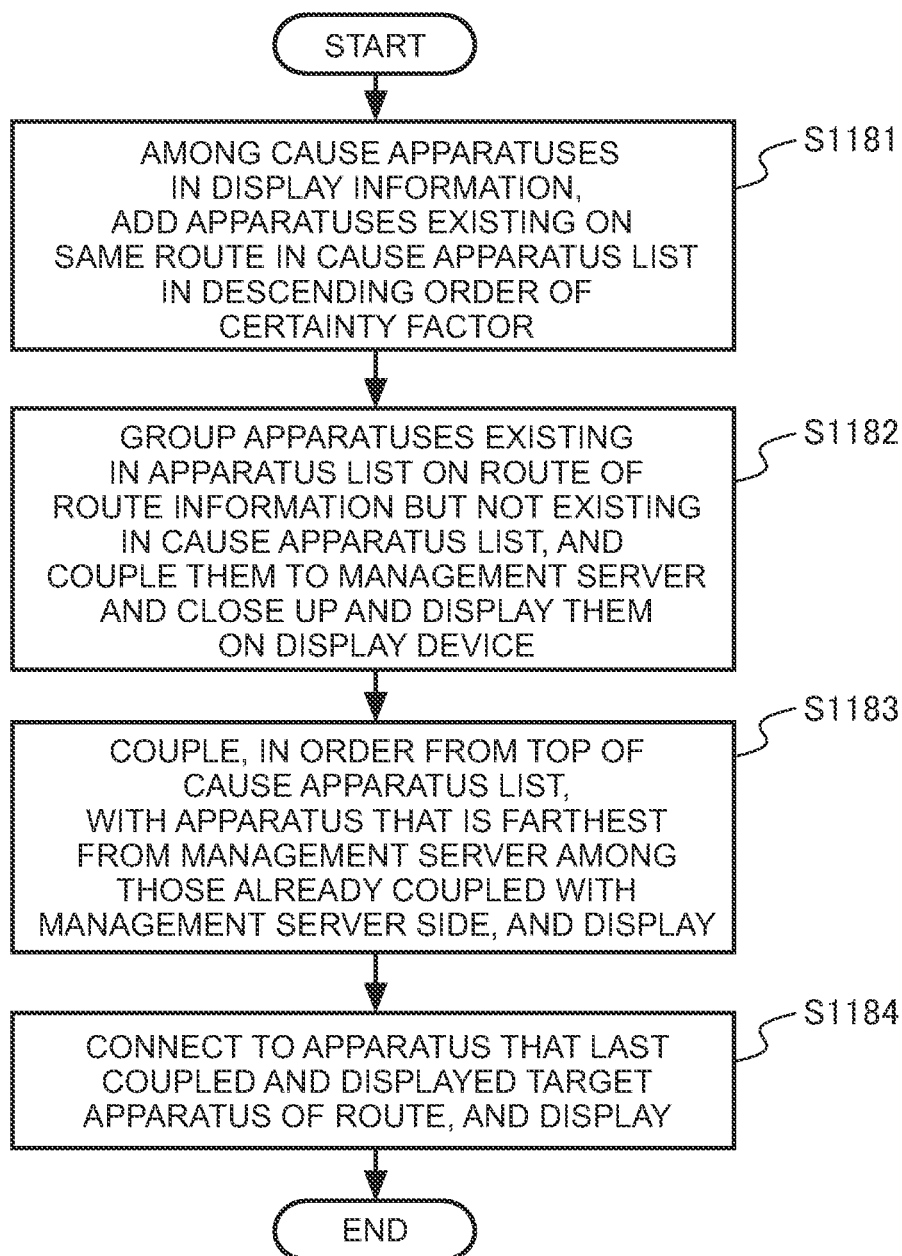 START
AMONG CAUSE APPARATUSES
IN DISPLAY INFORMATION,
ADD APPARATUSES EXISTING ON
SAME ROUTE IN CAUSE APPARATUS LIST
IN DESCENDING ORDER OF
CERTAINTY FACTOR
S1181
GROUP APPARATUSES EXISTING
IN APPARATUS LIST ON ROUTE OF
ROUTE INFORMATION BUT NOT EXISTING
IN CAUSE APPARATUS LIST, AND
COUPLE THEM TO MANAGEMENT SERVER
AND CLOSE UP AND DISPLAY THEM
ON DISPLAY DEVICE
S1182
COUPLE, IN ORDER FROM TOP OF
CAUSE APPARATUS LIST,
WITH APPARATUS THAT IS FARTHEST
FROM MANAGEMENT SERVER AMONG
THOSE ALREADY COUPLED WITH
MANAGEMENT SERVER SIDE, AND DISPLAY
S1183
CONNECT TO APPARATUS THAT LAST
COUPLED AND DISPLAYED TARGET
APPARATUS OF ROUTE, AND DISPLAY
S1184
END